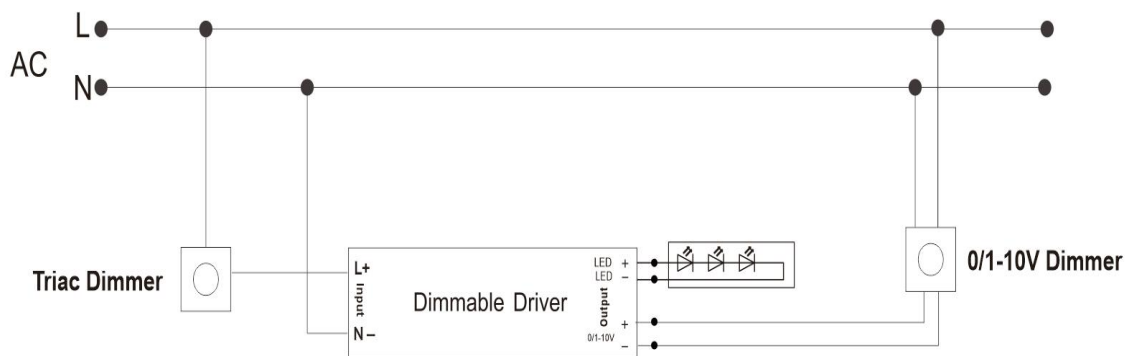 L
AC
N
Triac Dimmer
L+
Input
N –
Dimmable Driver
LED +
LED –
Output
+
0/1-10V
–
0/1-10V Dimmer